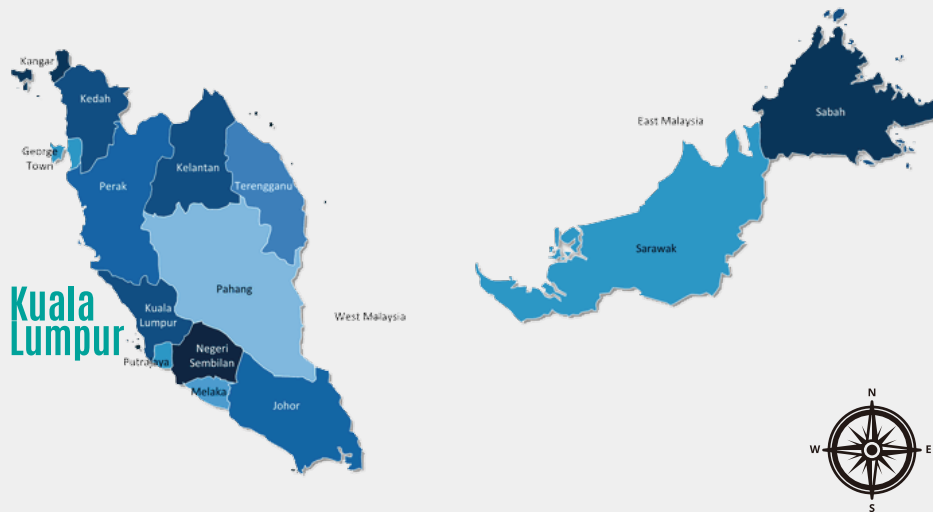 Kangar
Kedah
George
Town
Perak
Kelantan
Terengganu
Pahang
Kuala
Lumpur
Kuala
Lumpur
Putrajaya
Negeri
Sembilan
Melaka
Johor
West Malaysia
East Malaysia
Sabah
Sarawak
N
W
E
S